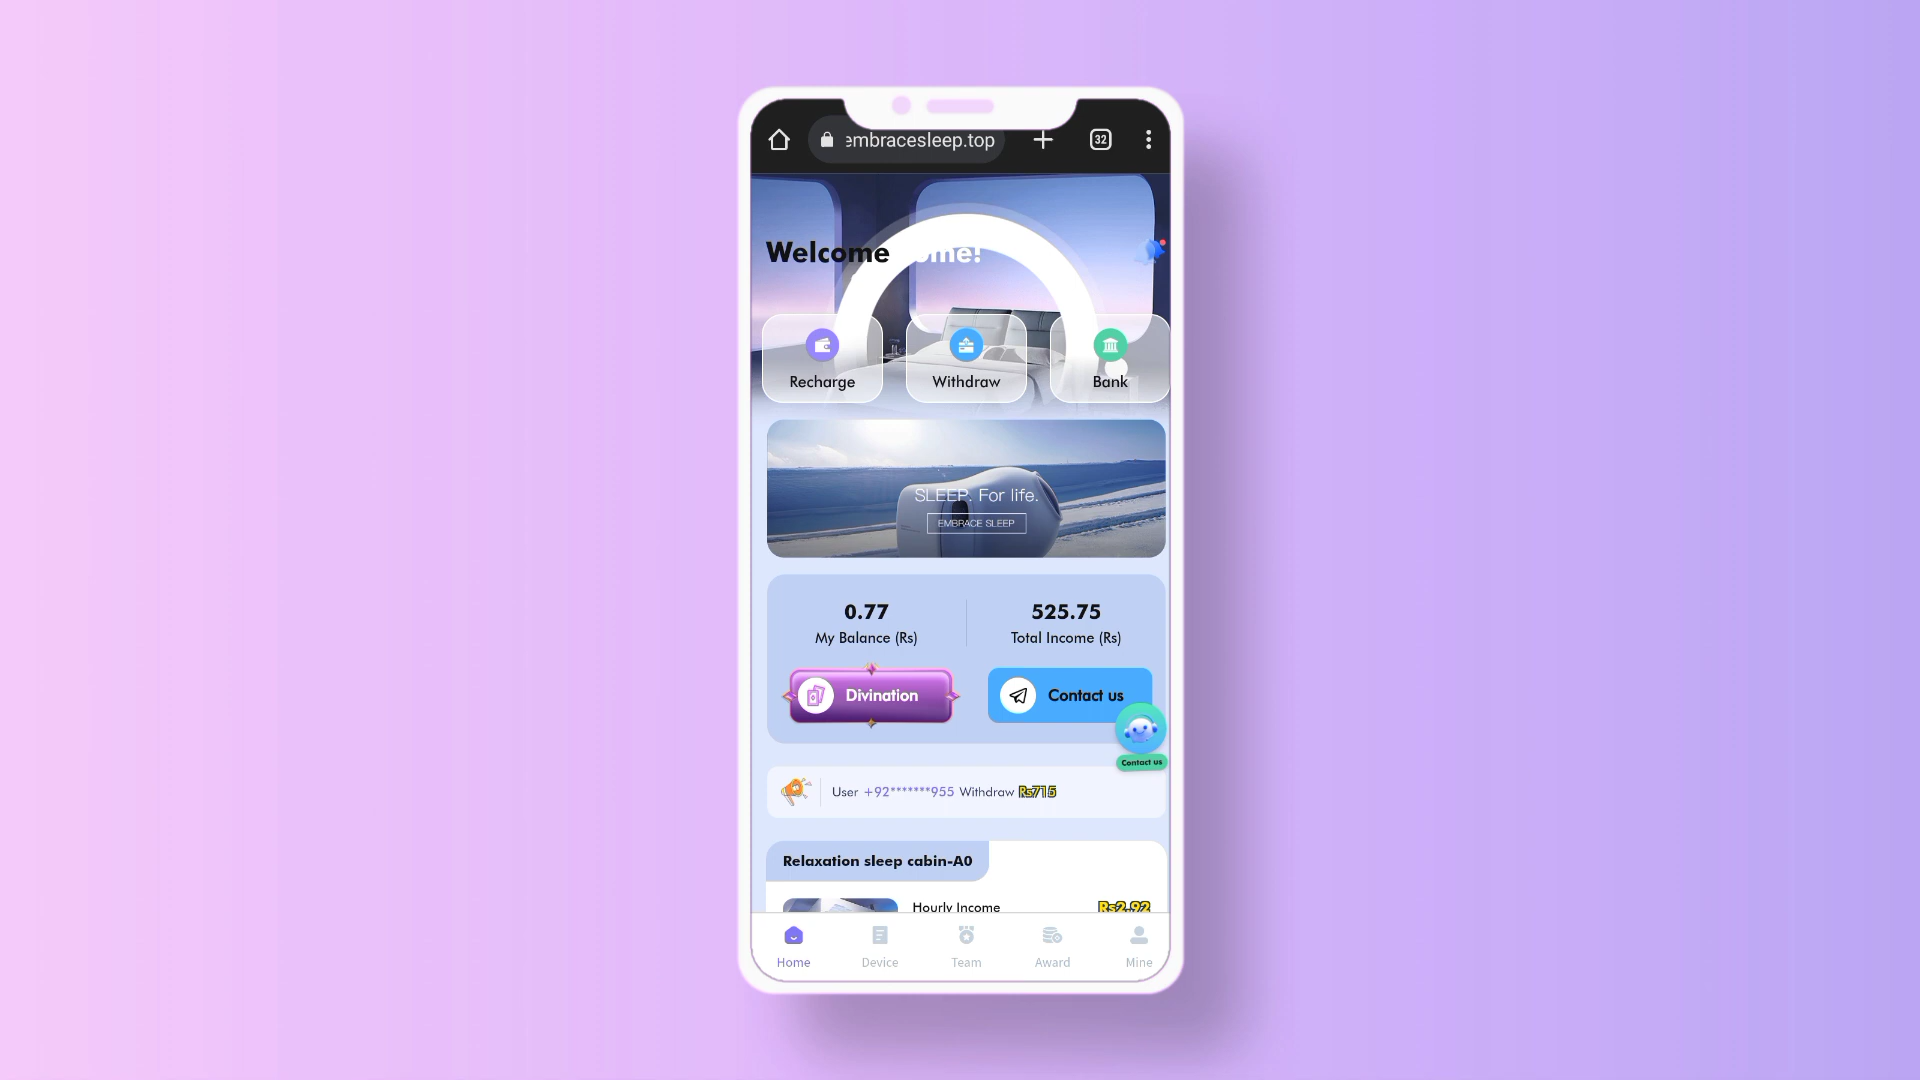 embracesleep.top
32
Welcome ome!
Recharge
Withdraw
Bank
SLEEP. For life.
EMBRACE SLEEP
0.77
525.75
My Balance (Rs)
Total Income (Rs)
Divination
Contact us
Contact us
User +92*******955 Withdraw Rs715
Relaxation sleep cabin-A0
Hourly Income
Rs2.92
Home
Device
Team
Award
Mine